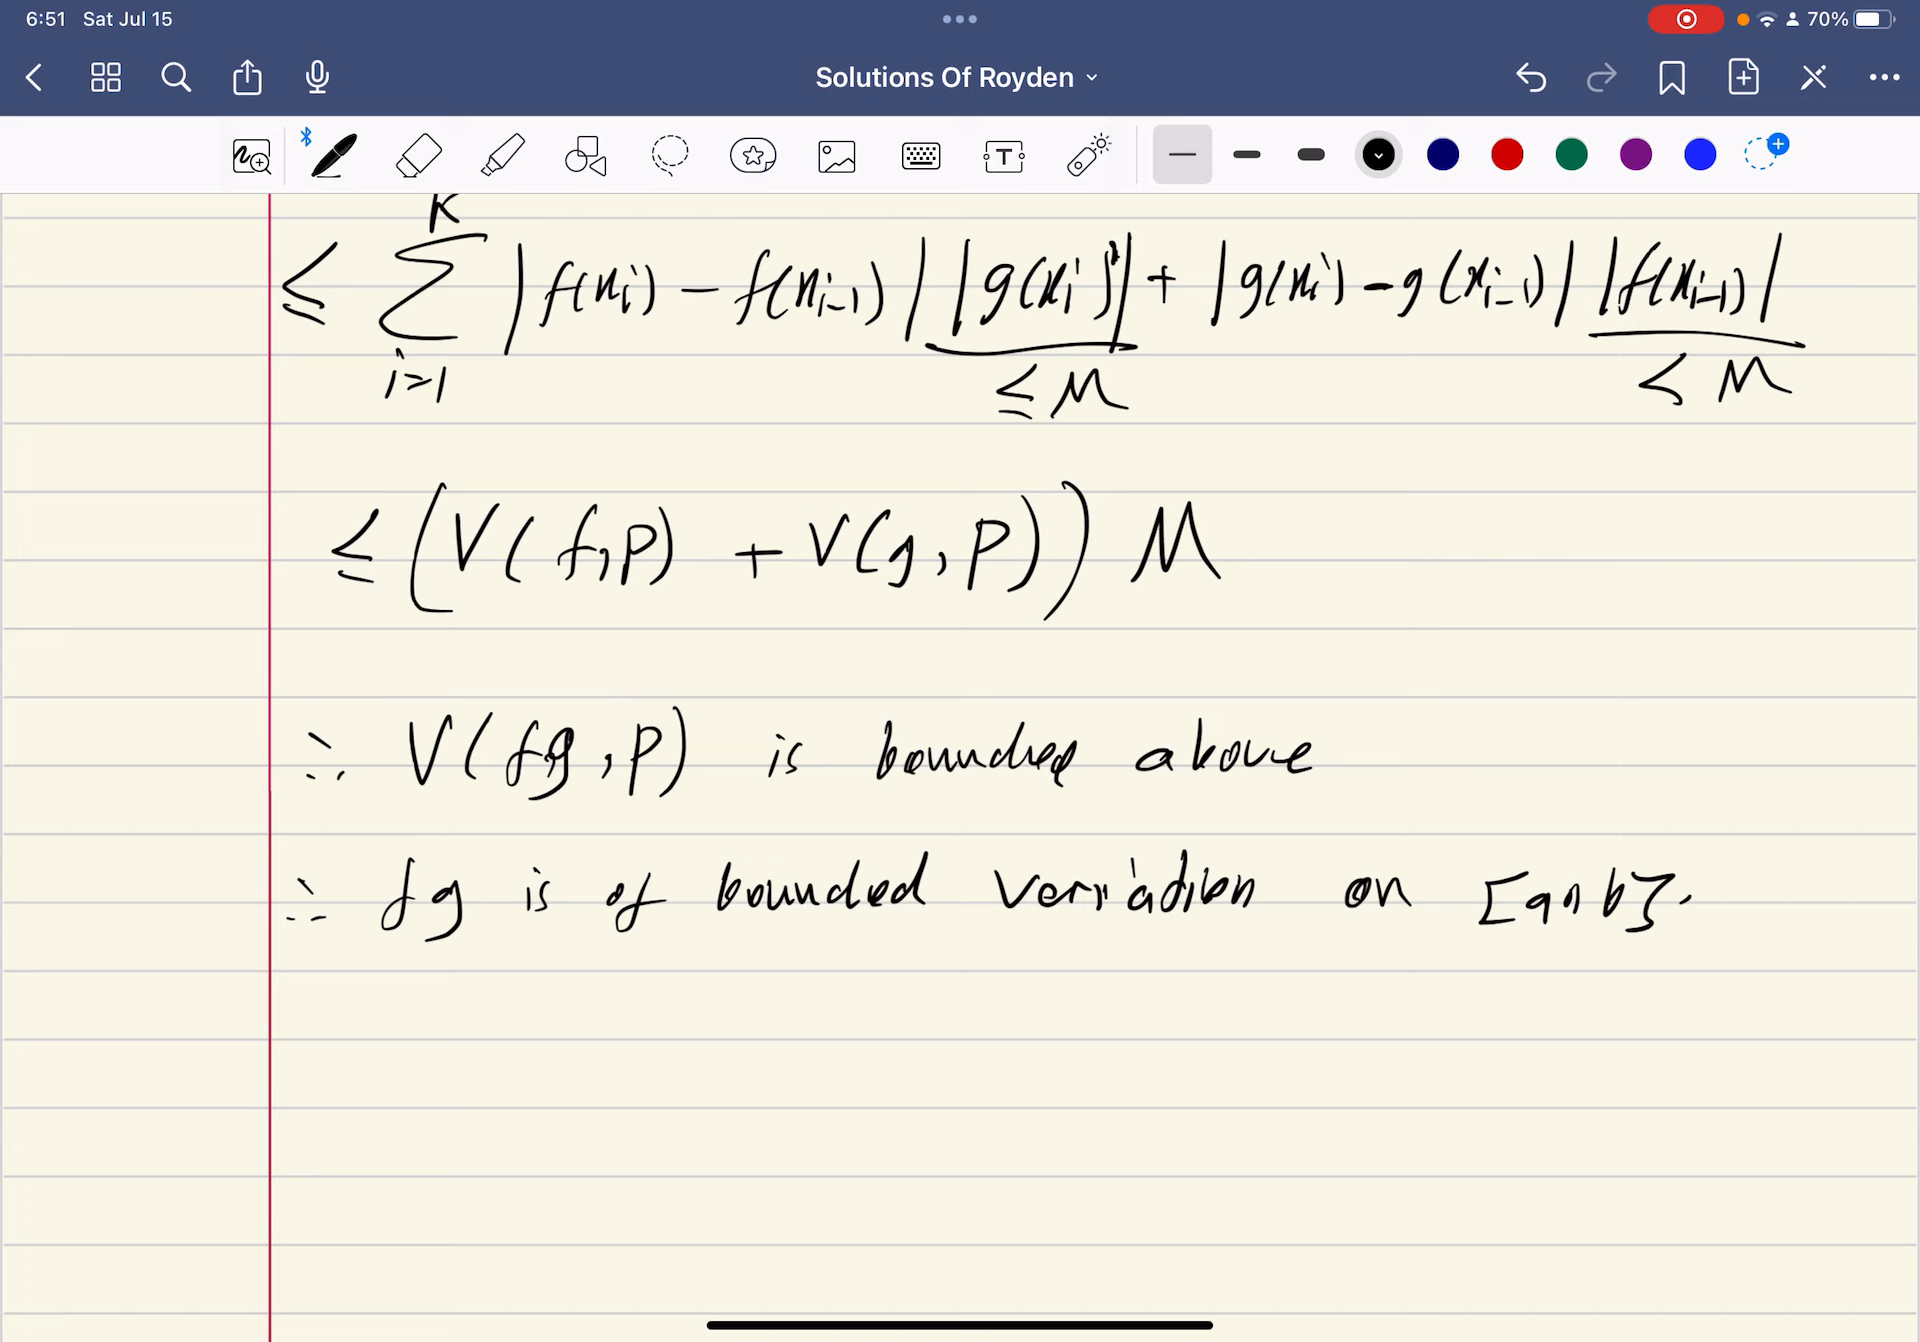 6:51 Sat Jul 15 70%
Solutions Of Royden
K
≤ Σ |f(xi) - f(xi-1)| |g(xi)| + |g(xi) - g(xi-1)| |f(xi-1)|
i=1 ≤ M ≤ M
≤ (V(f,P) + V(g,P)) M
∴ V(fg,P) is bounded above
∴ fg is of bounded variation on [a,b].